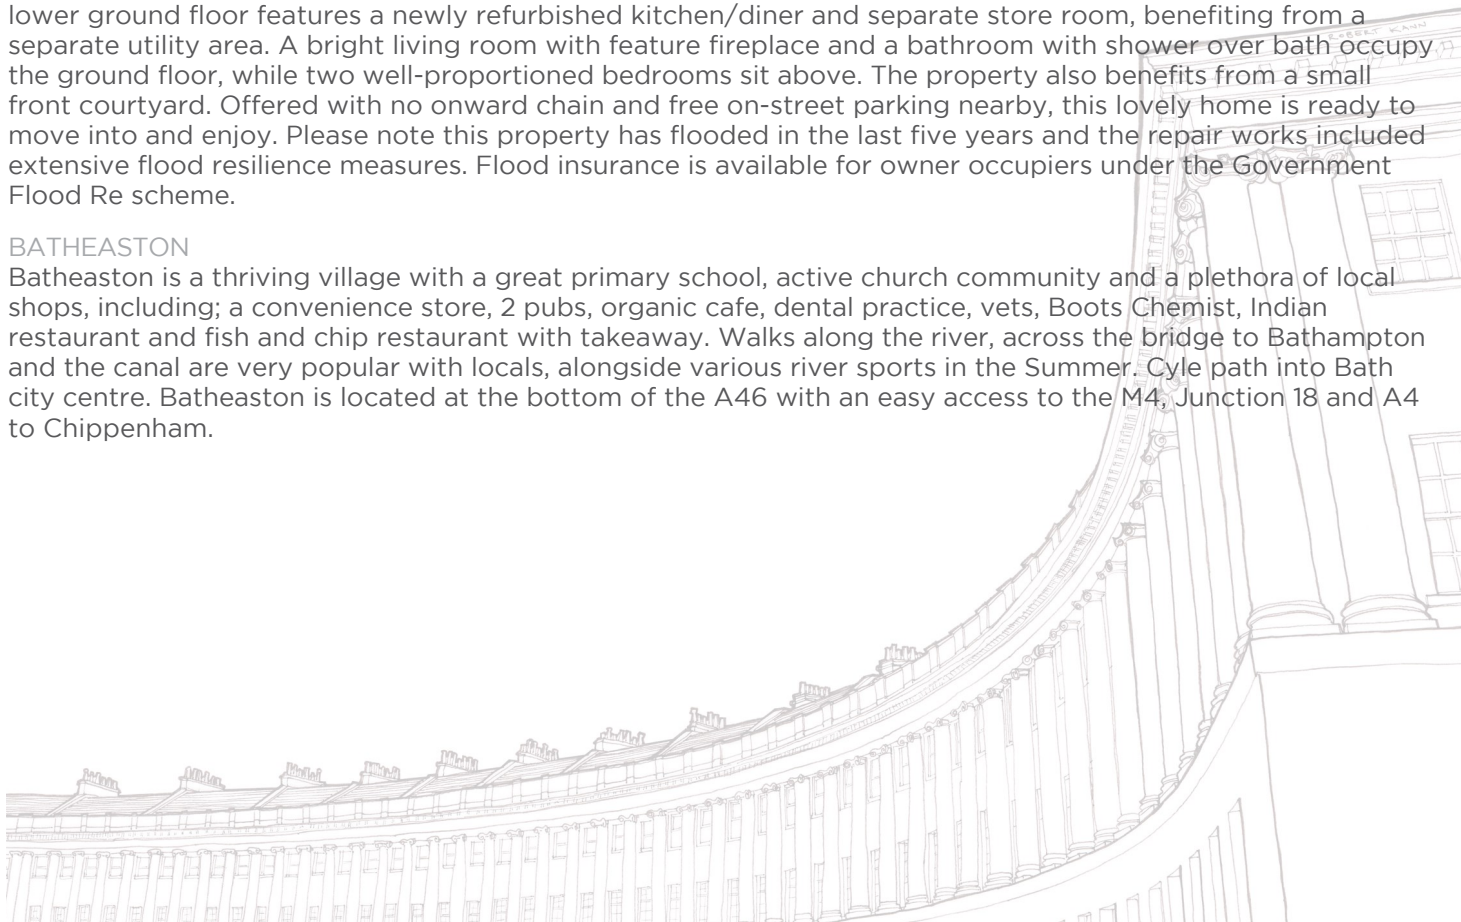 lower ground floor features a newly refurbished kitchen/diner and separate store room, benefiting from a
separate utility area. A bright living room with feature fireplace and a bathroom with shower over bath occupy
the ground floor, while two well-proportioned bedrooms sit above. The property also benefits from a small
front courtyard. Offered with no onward chain and free on-street parking nearby, this lovely home is ready to
move into and enjoy. Please note this property has flooded in the last five years and the repair works included
extensive flood resilience measures. Flood insurance is available for owner occupiers under the Government
Flood Re scheme.
BATHEASTON
Batheaston is a thriving village with a great primary school, active church community and a plethora of local
shops, including; a convenience store, 2 pubs, organic cafe, dental practice, vets, Boots Chemist, Indian
restaurant and fish and chip restaurant with takeaway. Walks along the river, across the bridge to Bathampton
and the canal are very popular with locals, alongside various river sports in the Summer. Cyle path into Bath
city centre. Batheaston is located at the bottom of the A46 with an easy access to the M4, Junction 18 and A4
to Chippenham.